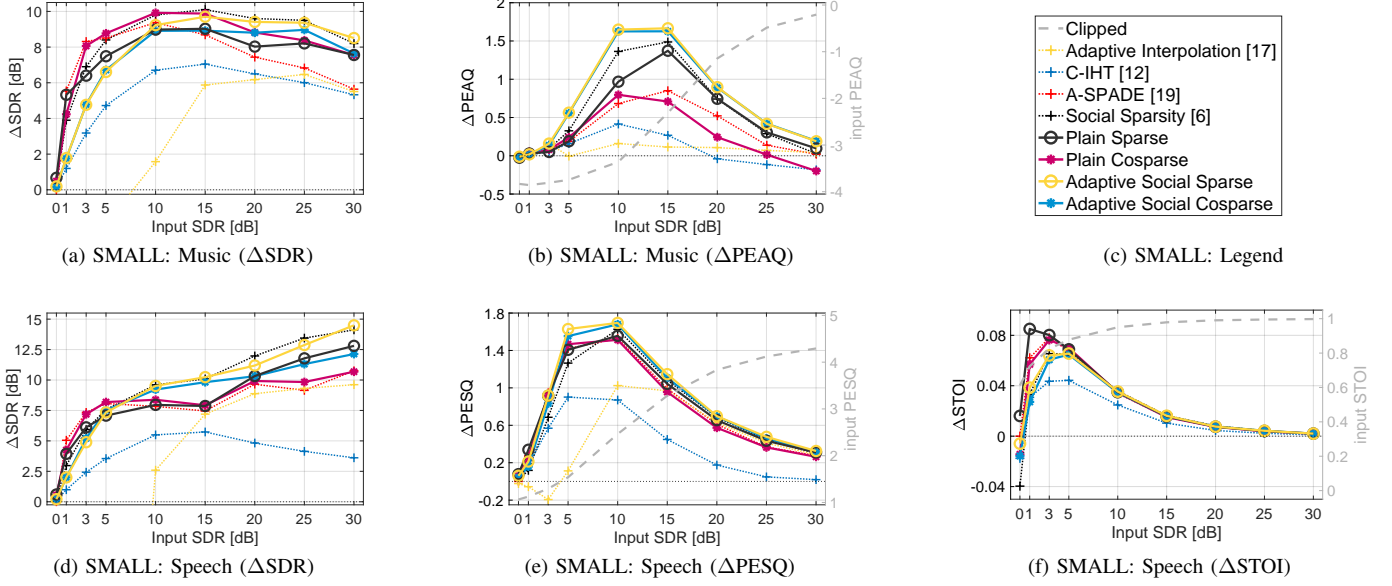 10
8
6
4
2
0
ΔSDR [dB]
0 1 3 5 10 15 20 25 30
Input SDR [dB]
(a) SMALL: Music (ΔSDR)
2
1.5
1
0.5
0
-0.5
ΔPEAQ
0
-1
-2
-3
-4
input PEAQ
0 1 3 5 10 15 20 25 30
Input SDR [dB]
(b) SMALL: Music (ΔPEAQ)
Clipped
Adaptive Interpolation [17]
C-IHT [12]
A-SPADE [19]
Social Sparsity [6]
Plain Sparse
Plain Cosparse
Adaptive Social Sparse
Adaptive Social Cosparse
(c) SMALL: Legend
15
12.5
10
7.5
5
2.5
0
ΔSDR [dB]
0 1 3 5 10 15 20 25 30
Input SDR [dB]
(d) SMALL: Speech (ΔSDR)
1.8
1.4
1
0.6
0.2
-0.2
ΔPESQ
5
4
3
2
1
input PESQ
0 1 3 5 10 15 20 25 30
Input SDR [dB]
(e) SMALL: Speech (ΔPESQ)
0.08
0.04
0
-0.04
ΔSTOI
1
0.8
0.6
0.4
0.2
0
input STOI
0 1 3 5 10 15 20 25 30
Input SDR [dB]
(f) SMALL: Speech (ΔSTOI)